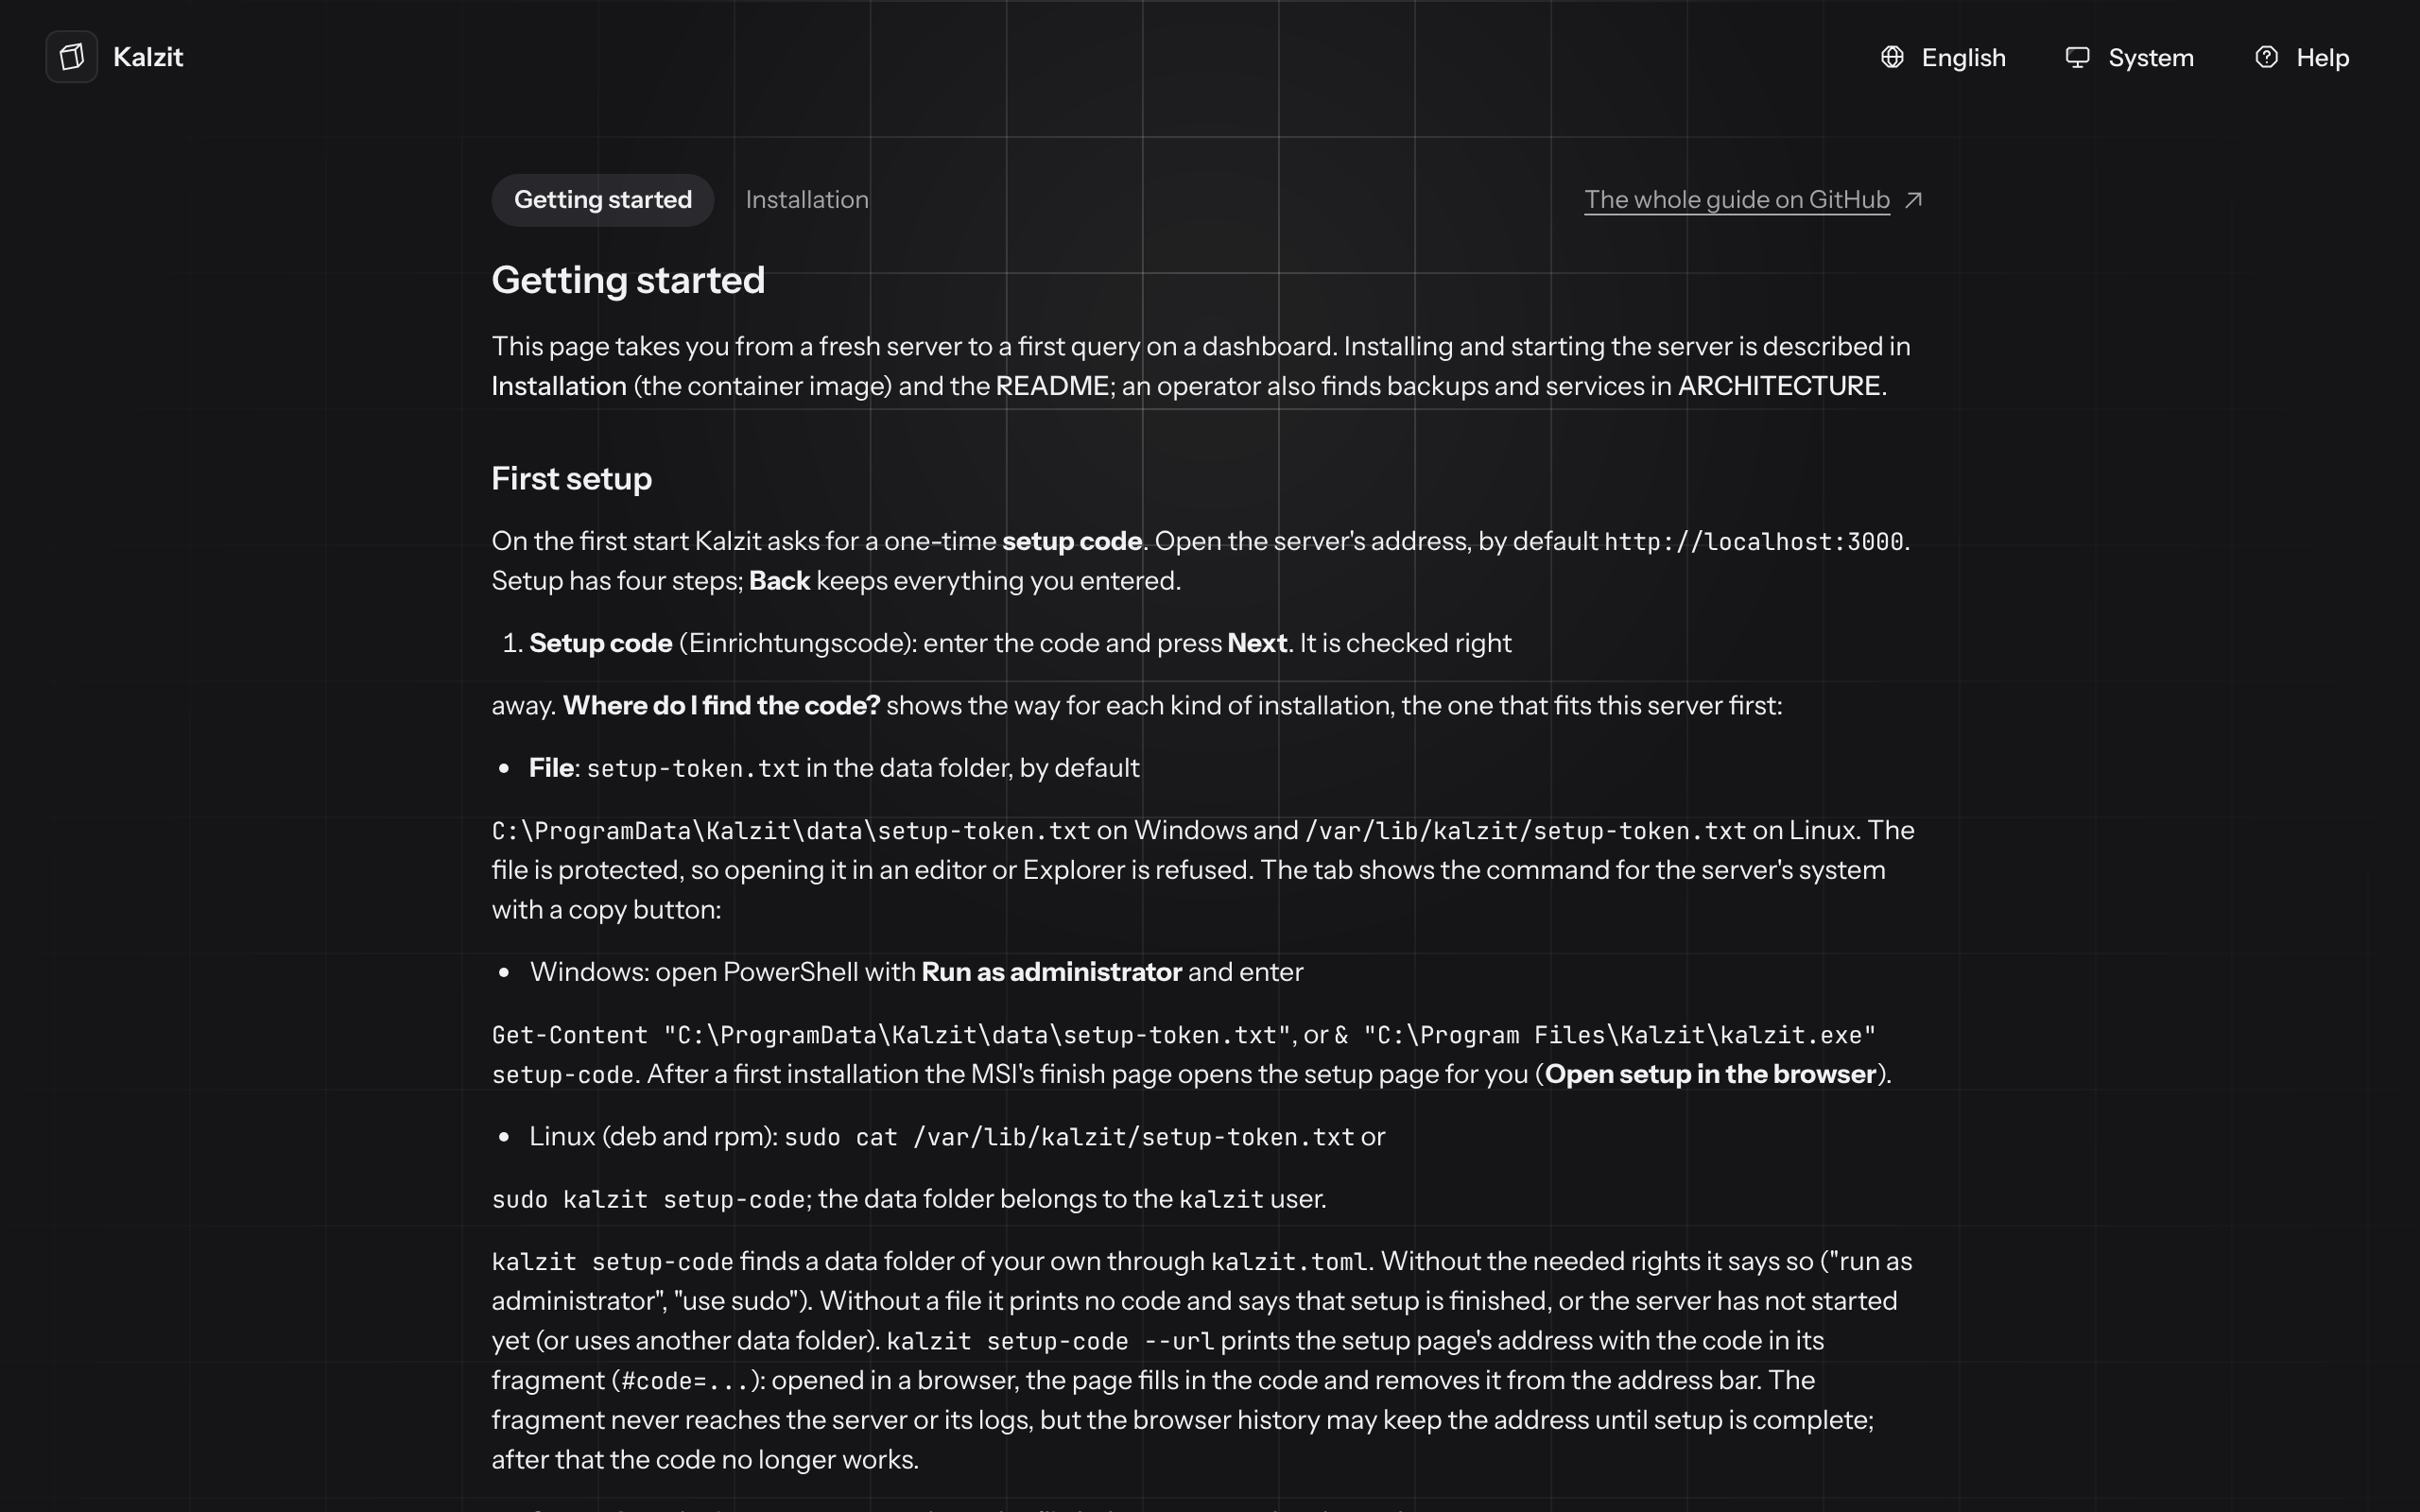 Kalzit
English
System
Help
Getting started
Installation
The whole guide on GitHub
Getting started
This page takes you from a fresh server to a first query on a dashboard. Installing and starting the server is described in
Installation (the container image) and the README; an operator also finds backups and services in ARCHITECTURE.
First setup
On the first start Kalzit asks for a one-time setup code. Open the server's address, by default http://localhost:3000.
Setup has four steps; Back keeps everything you entered.
1. Setup code (Einrichtungscode): enter the code and press Next. It is checked right
away. Where do I find the code? shows the way for each kind of installation, the one that fits this server first:
• File: setup-token.txt in the data folder, by default
C:\ProgramData\Kalzit\data\setup-token.txt on Windows and /var/lib/kalzit/setup-token.txt on Linux. The
file is protected, so opening it in an editor or Explorer is refused. The tab shows the command for the server's system
with a copy button:
• Windows: open PowerShell with Run as administrator and enter
Get-Content "C:\ProgramData\Kalzit\data\setup-token.txt", or & "C:\Program Files\Kalzit\kalzit.exe"
setup-code. After a first installation the MSI's finish page opens the setup page for you (Open setup in the browser).
• Linux (deb and rpm): sudo cat /var/lib/kalzit/setup-token.txt or
sudo kalzit setup-code; the data folder belongs to the kalzit user.
kalzit setup-code finds a data folder of your own through kalzit.toml. Without the needed rights it says so ("run as
administrator", "use sudo"). Without a file it prints no code and says that setup is finished, or the server has not started
yet (or uses another data folder). kalzit setup-code --url prints the setup page's address with the code in its
fragment (#code=...): opened in a browser, the page fills in the code and removes it from the address bar. The
fragment never reaches the server or its logs, but the browser history may keep the address until setup is complete;
after that the code no longer works.